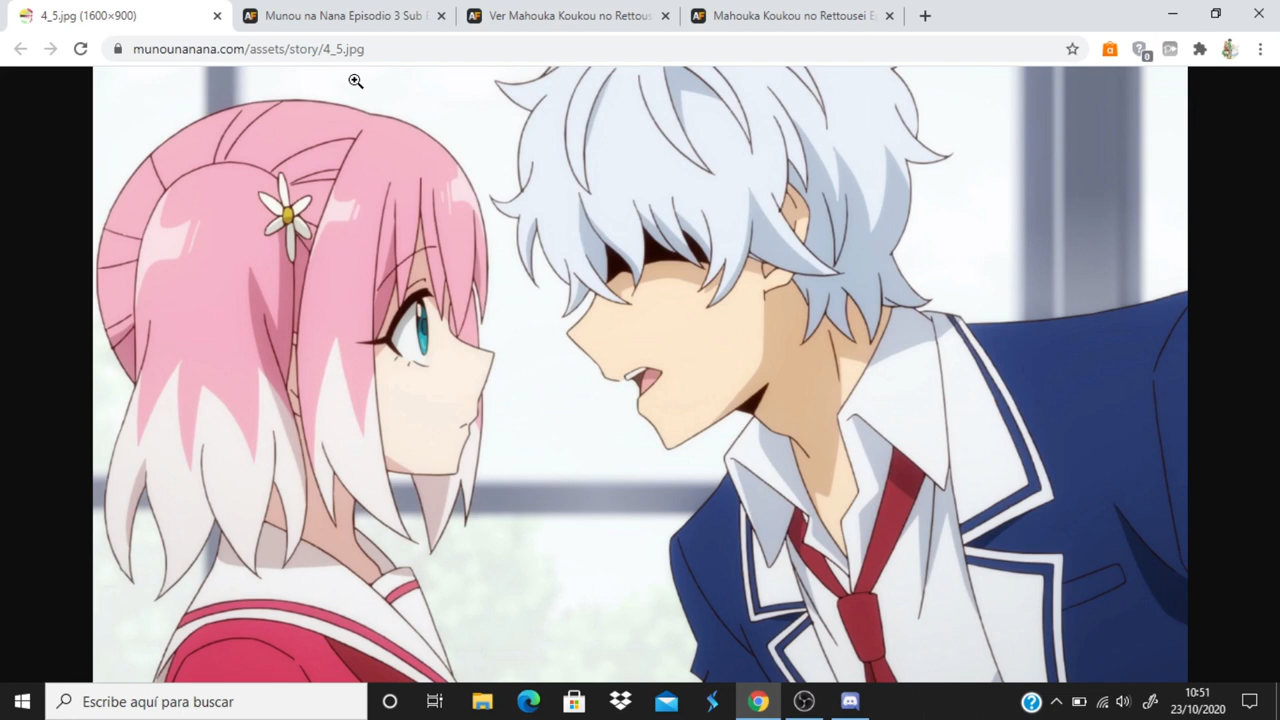 4_5.jpg (1600×900)
Munou na Nana Episodio 3 Sub
Ver Mahouka Koukou no Rettous
Mahouka Koukou no Rettousei E
munounanana.com/assets/story/4_5.jpg
0
Escribe aquí para buscar
10:51
23/10/2020